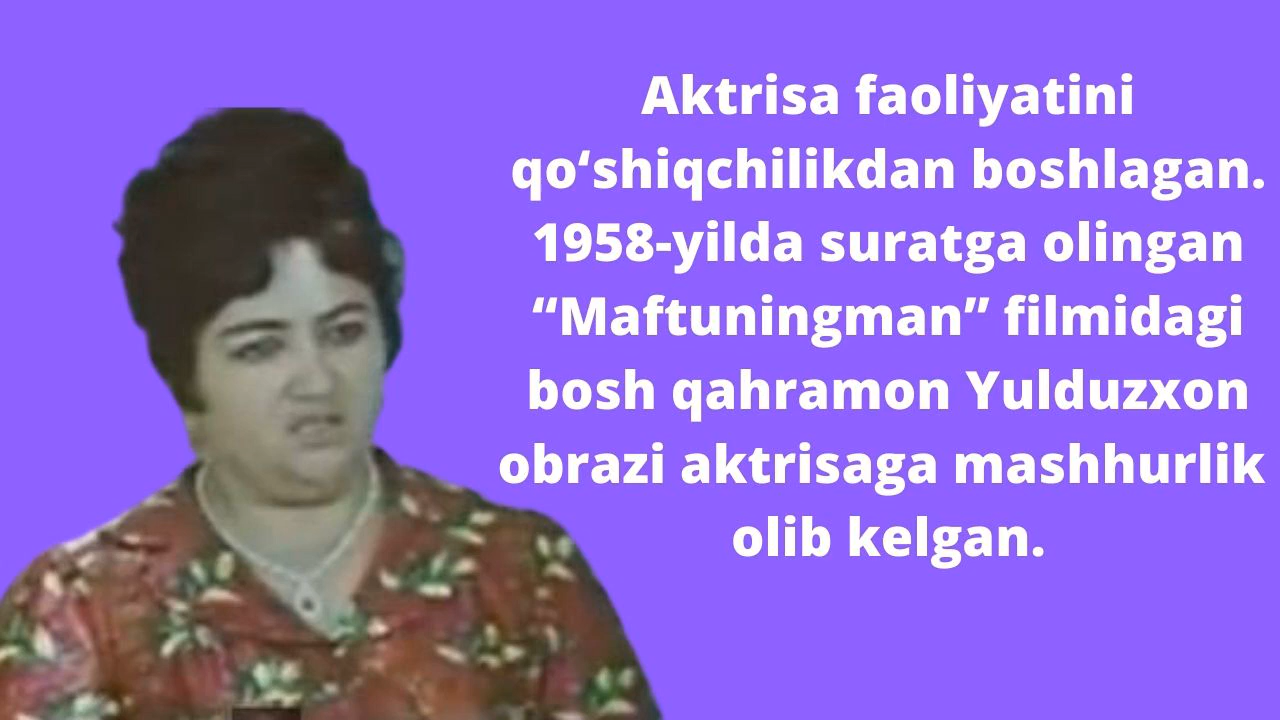 Aktrisa faoliyatini
qo‘shiqchilikdan boshlagan.
1958-yilda suratga olingan
“Maftuningman” filmidagi
bosh qahramon Yulduzxon
obrazi aktrisaga mashhurlik
olib kelgan.